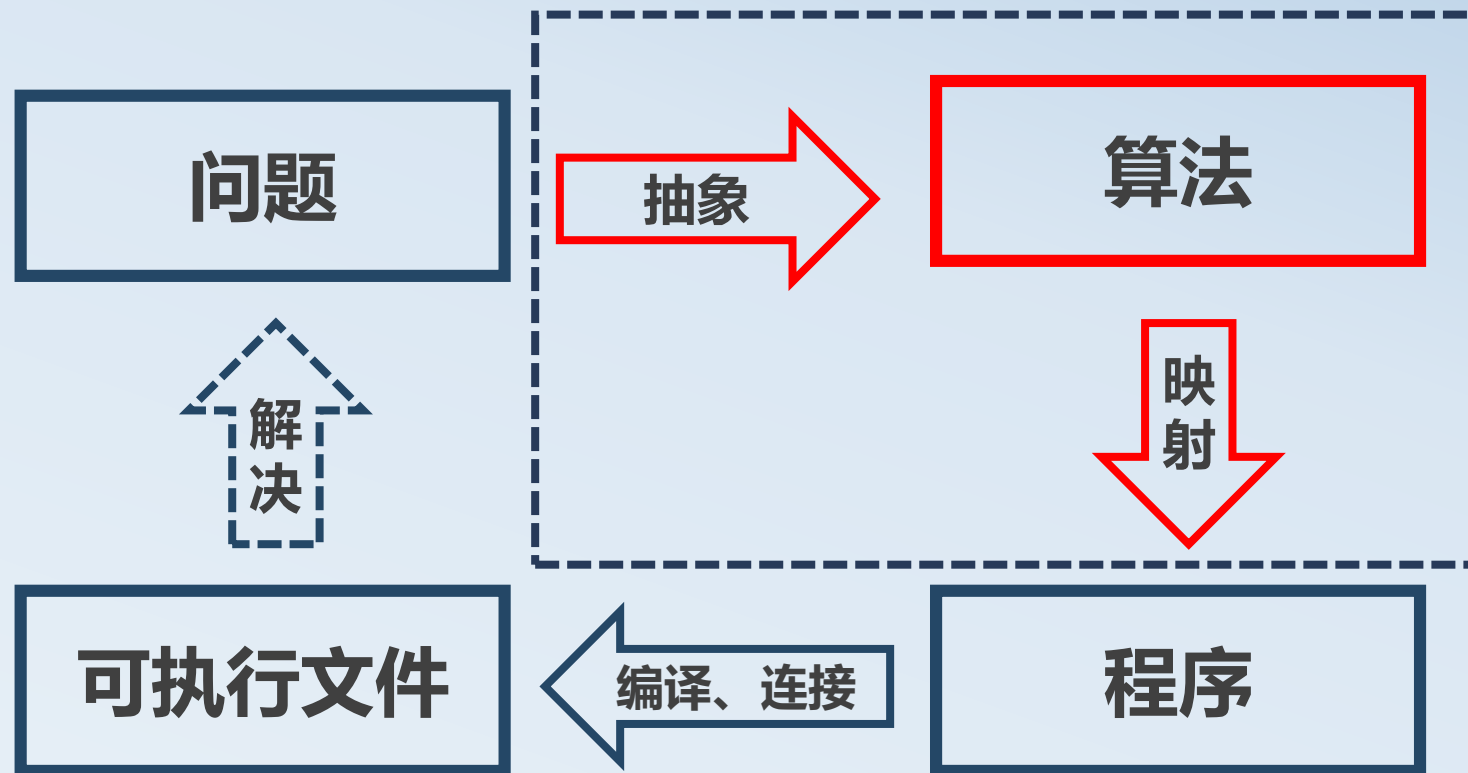 问题
抽象
算法
解
决
映
射
可执行文件
编译、连接
程序